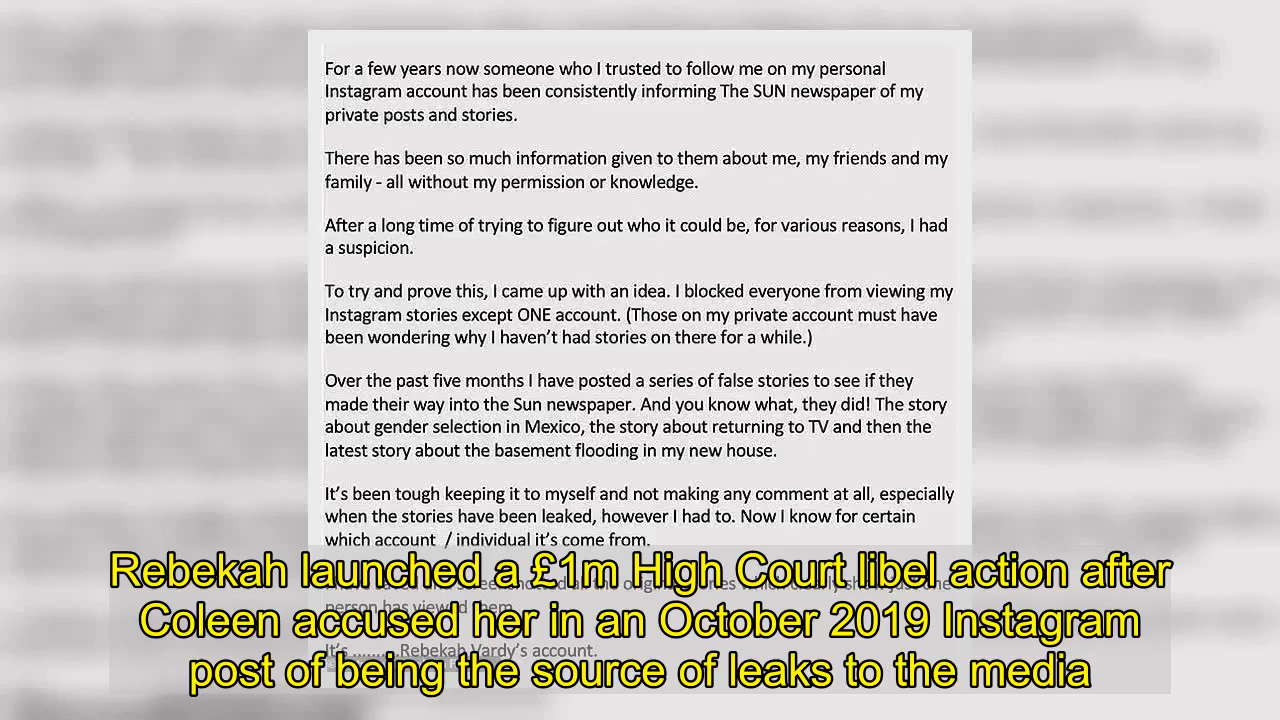 For a few years now someone who I trusted to follow me on my personal
Instagram account has been consistently informing The SUN newspaper of my
private posts and stories.
There has been so much information given to them about me, my friends and my
family - all without my permission or knowledge.
After a long time of trying to figure out who it could be, for various reasons, I had
a suspicion.
To try and prove this, I came up with an idea. I blocked everyone from viewing my
Instagram stories except ONE account. (Those on my private account must have
been wondering why I haven't had stories on there for a while.)
Over the past five months I have posted a series of false stories to see if they
made their way into the Sun newspaper. And you know what, they did! The story
about gender selection in Mexico, the story about returning to TV and then the
latest story about the basement flooding in my new house.
It's been tough keeping it to myself and not making any comment at all, especially
when the stories have been leaked, however I had to. Now I know for certain
which account / individual it's come from.
person has viewed them.
It's ..........Rebekah Vardy's account.
Rebekah launched a £1m High Court libel action after
Coleen accused her in an October 2019 Instagram
post of being the source of leaks to the media